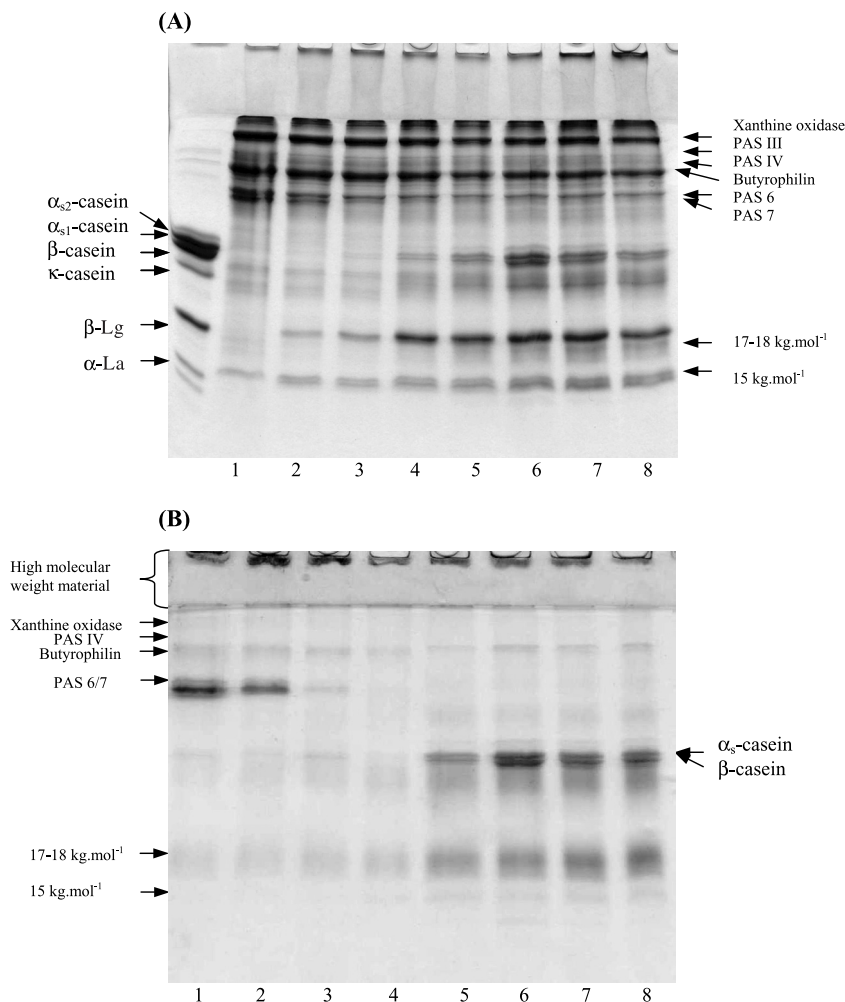 (A)
Xanthine oxidase
PAS III
PAS IV
Butyrophilin
PAS 6
PAS 7
17-18 kg.mol⁻¹
15 kg.mol⁻¹
αs2-casein
αs1-casein
β-casein
κ-casein
β-Lg
α-La
1 2 3 4 5 6 7 8
(B)
High molecular
weight material
Xanthine oxidase
PAS IV
Butyrophilin
PAS 6/7
17-18 kg.mol⁻¹
15 kg.mol⁻¹
αs-casein
β-casein
1 2 3 4 5 6 7 8